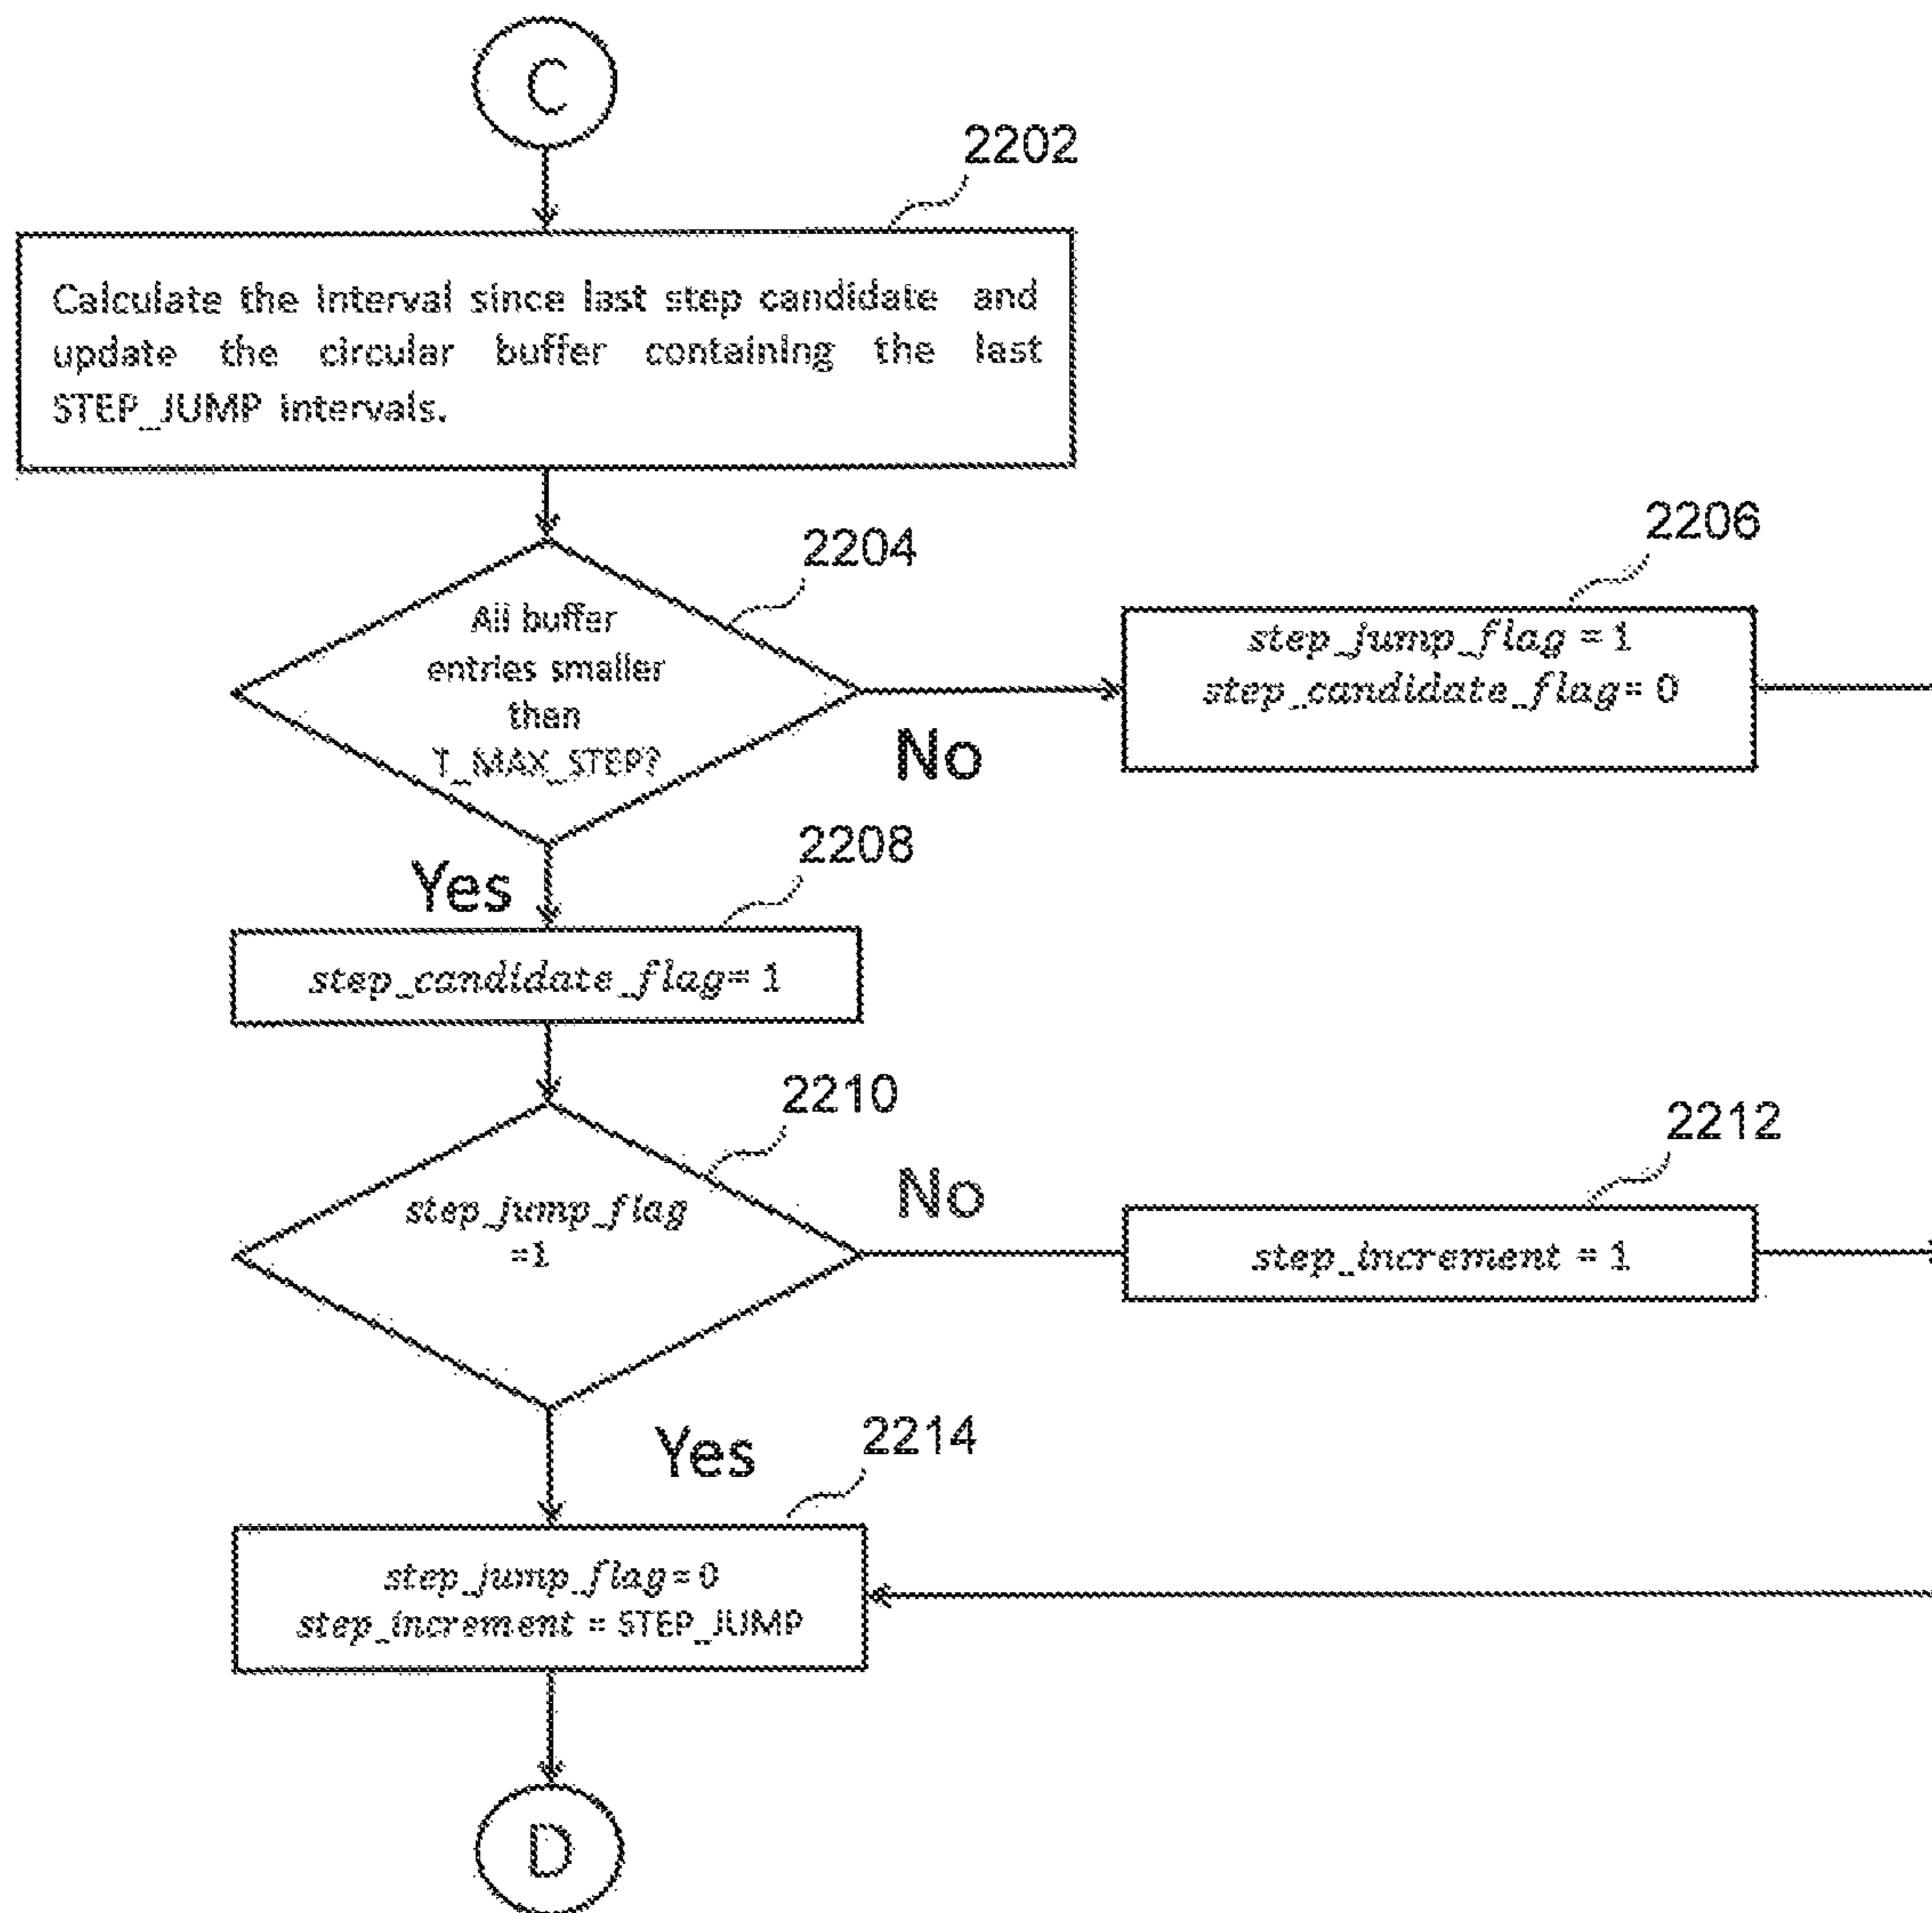 C
2202
Calculate the interval since last step candidate and
update the circular buffer containing the last
STEP_JUMP intervals.
2204
All buffer
entries smaller
than
T_MAX_STEP?
No
2206
step_jump_flag = 1
step_candidate_flag= 0
Yes
2208
step_candidate_flag= 1
2210
step_jump_flag
=1
No
2212
step_increment = 1
Yes
2214
step_jump_flag= 0
step_increment = STEP_JUMP
D